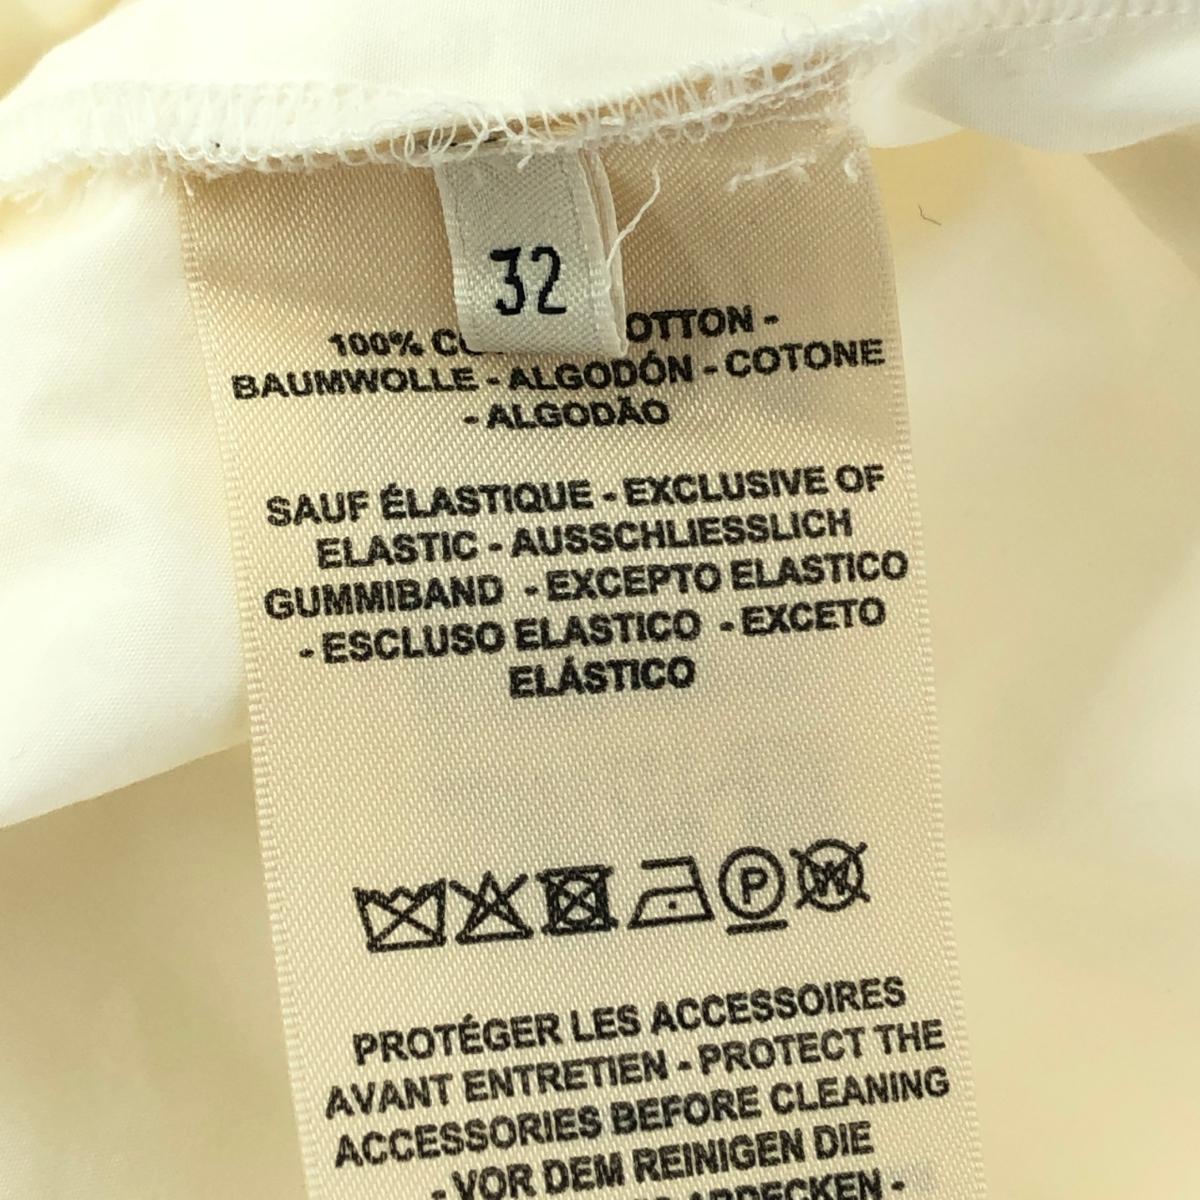 32
100% OTTON -
BAUMWOLLE - ALGODÓN - COTONE
- ALGODÃO
SAUF ÉLASTIQUE - EXCLUSIVE OF
ELASTIC - AUSSCHLIESSLICH
GUMMIBAND - EXCEPTO ELASTICO
- ESCLUSO ELASTICO - EXCETO
ELÁSTICO
P W
PROTÉGER LES ACCESSOIRES
AVANT ENTRETIEN - PROTECT THE
ACCESSORIES BEFORE CLEANING
- VOR DEM REINIGEN DIE